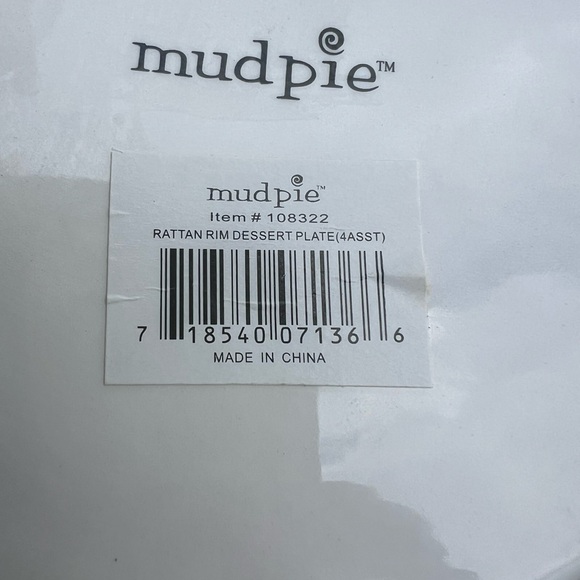 mudpie™
mudpie™
Item # 108322
RATTAN RIM DESSERT PLATE(4ASST)
7 18540 07136 6
MADE IN CHINA